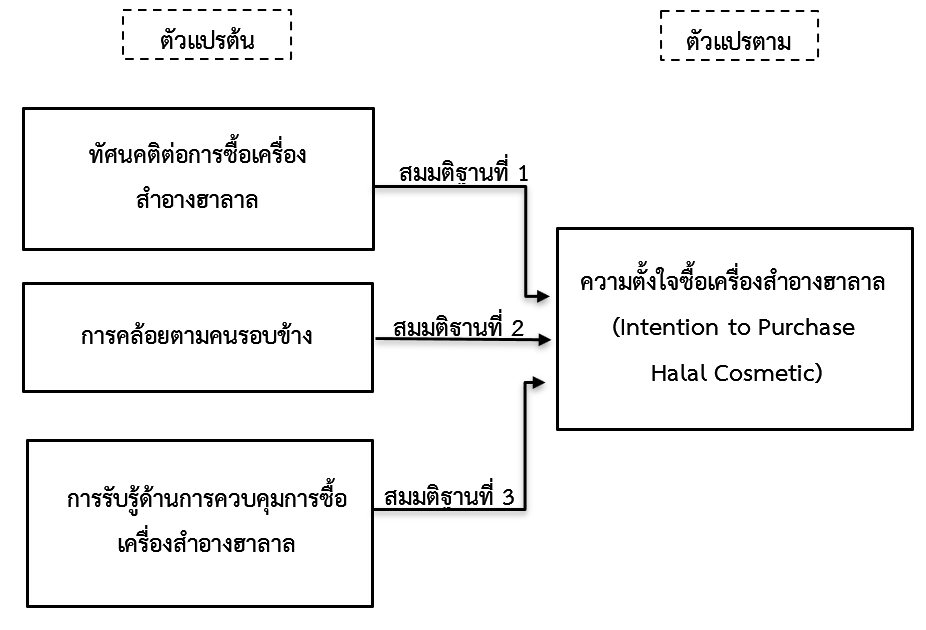 ตัวแปรต้น
ตัวแปรตาม
ทัศนคติต่อการซื้อเครื่อง
สำอางฮาลาล
สมมติฐานที่ 1
การคล้อยตามคนรอบข้าง
สมมติฐานที่ 2
การรับรู้ด้านการควบคุมการซื้อ
เครื่องสำอางฮาลาล
สมมติฐานที่ 3
ความตั้งใจซื้อเครื่องสำอางฮาลาล
(Intention to Purchase
Halal Cosmetic)